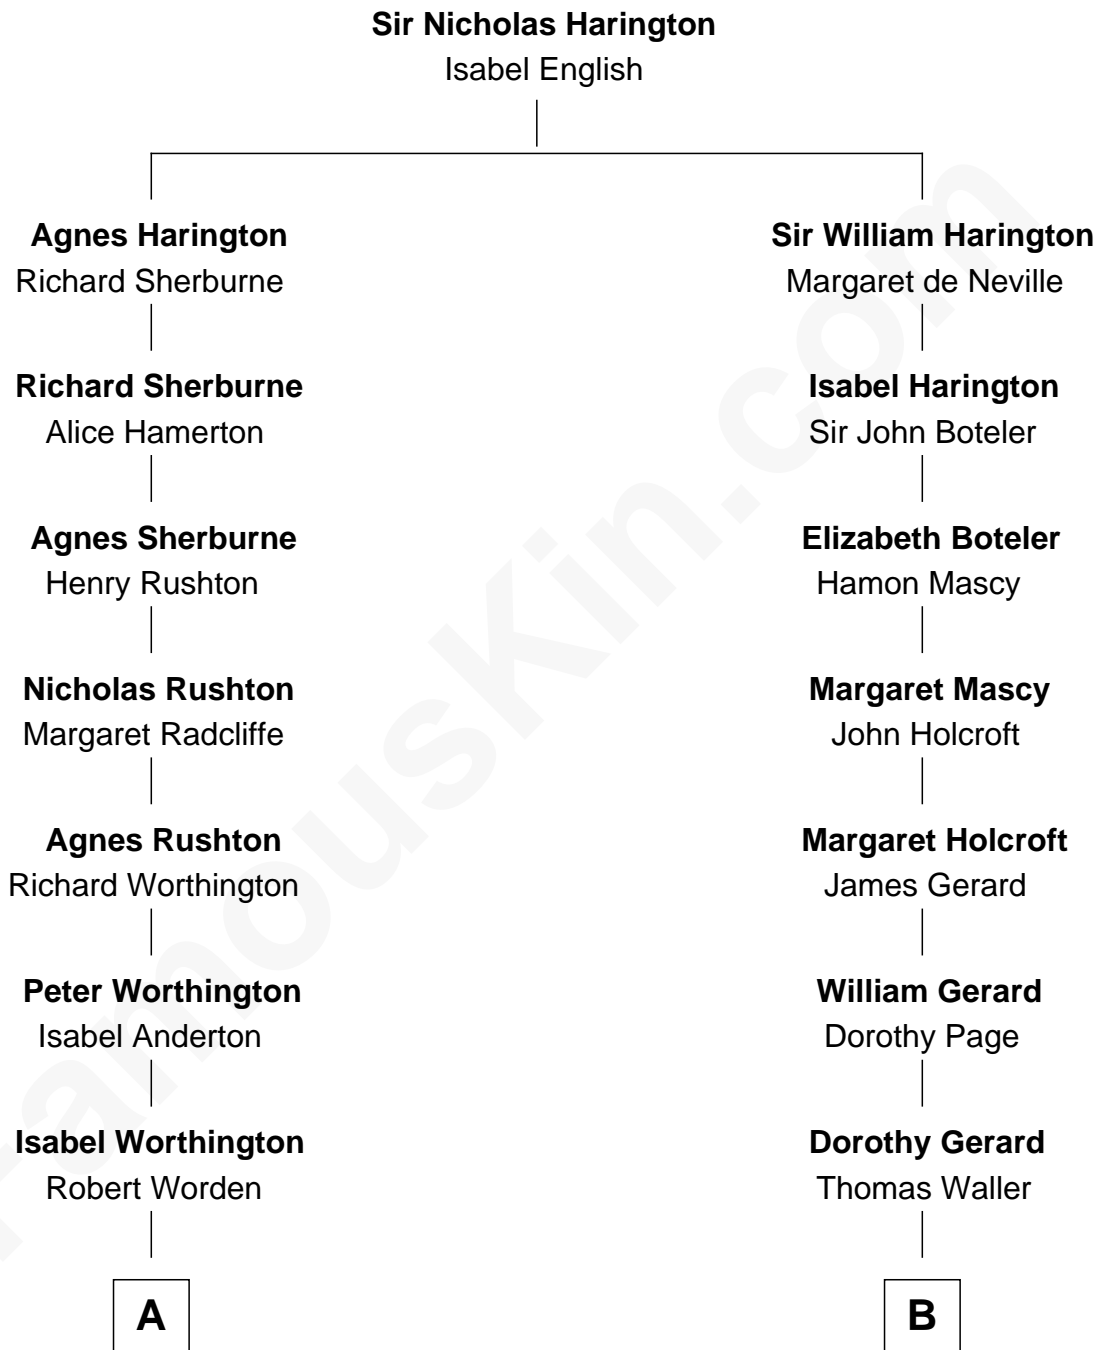 Sir Nicholas Harington
Isabel English
Agnes Harington
Richard Sherburne
Sir William Harington
Margaret de Neville
Richard Sherburne
Alice Hamerton
Isabel Harington
Sir John Boteler
Agnes Sherburne
Henry Rushton
Elizabeth Boteler
Hamon Mascy
Nicholas Rushton
Margaret Radcliffe
Margaret Mascy
John Holcroft
Agnes Rushton
Richard Worthington
Margaret Holcroft
James Gerard
Peter Worthington
Isabel Anderton
William Gerard
Dorothy Page
Isabel Worthington
Robert Worden
Dorothy Gerard
Thomas Waller
A
B
FamousKin.com